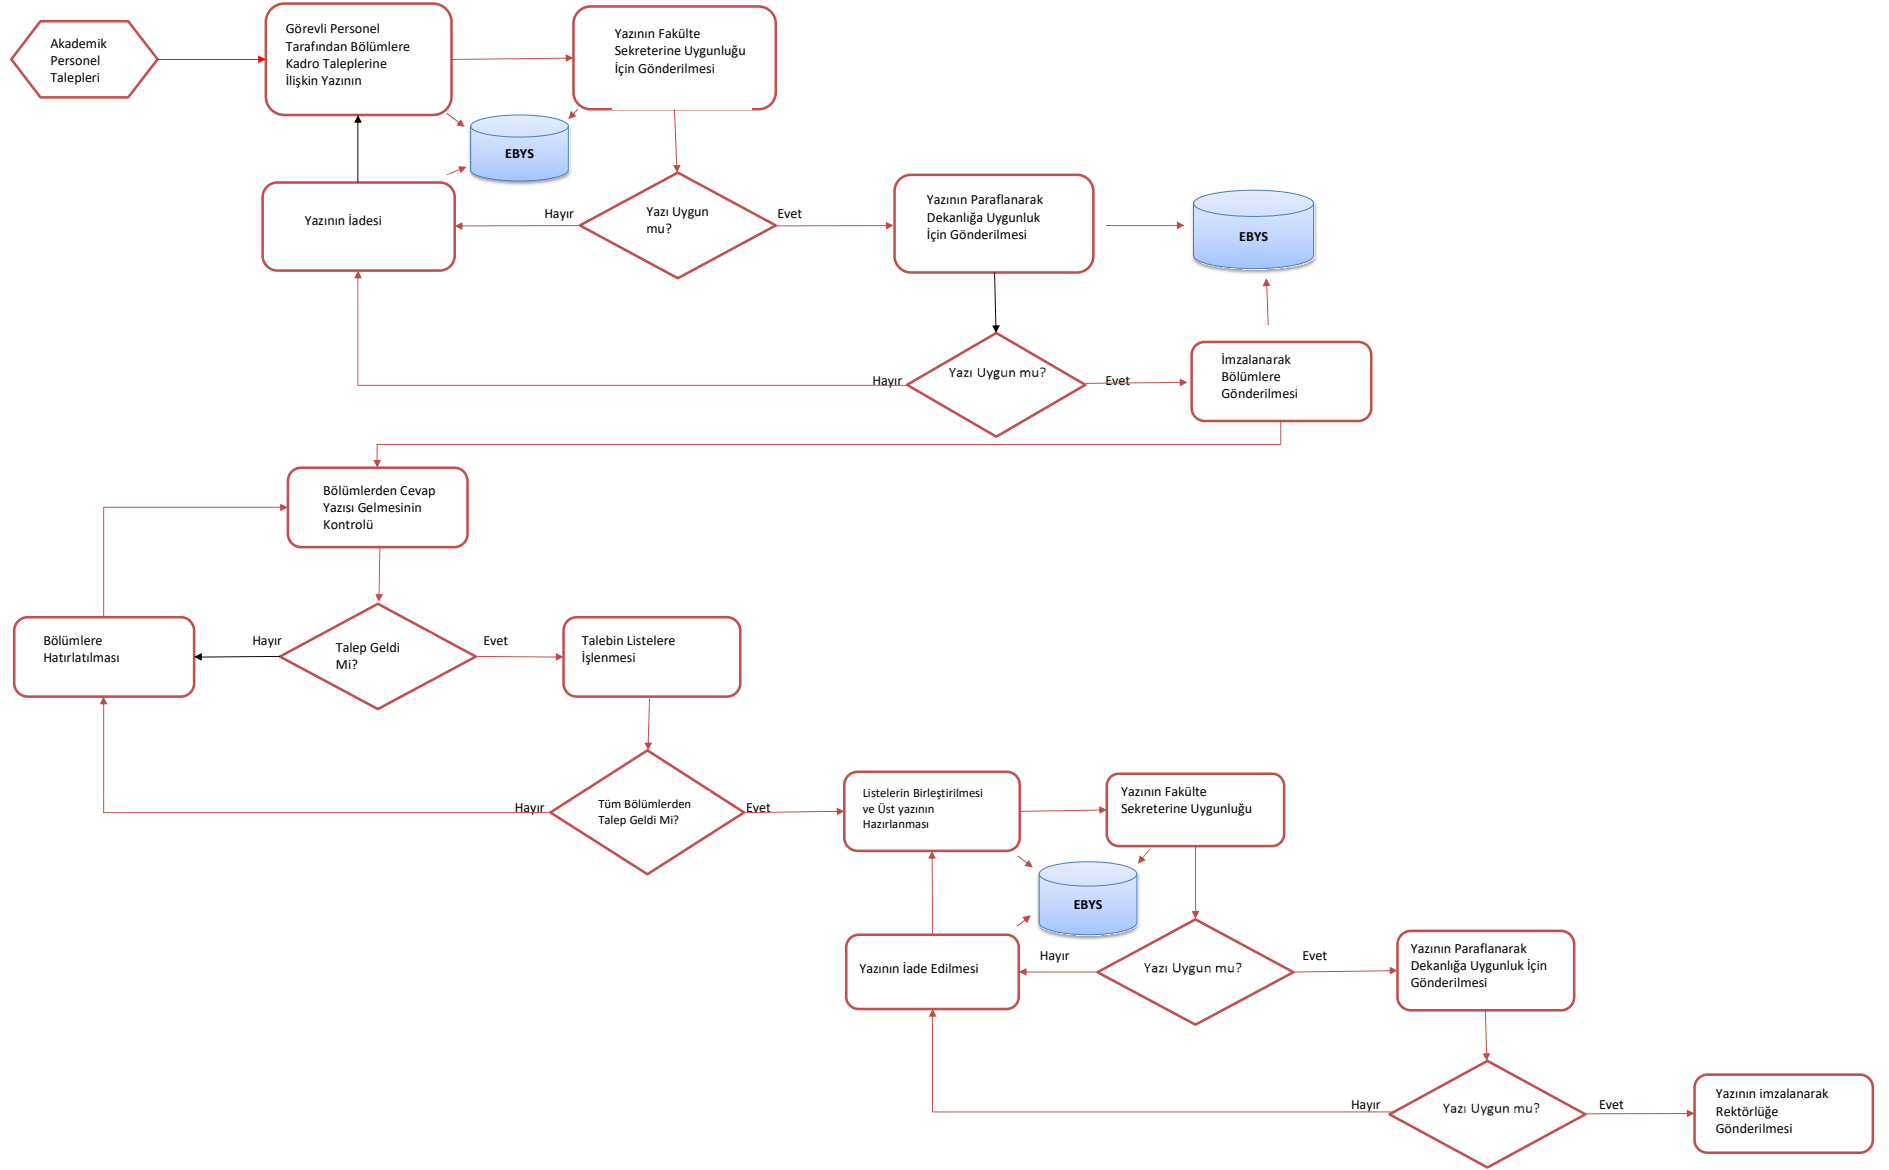 Akademik
Personel
Talepleri
Görevli Personel
Tarafından Bölümlere
Kadro Taleplerine
İlişkin Yazının
Yazının Fakülte
Sekreterine Uygunluğu
İçin Gönderilmesi
EBYS
Yazının İadesi
Hayır
Yazı Uygun
mu?
Evet
Yazının Paraflanarak
Dekanlığa Uygunluk
İçin Gönderilmesi
EBYS
Hayır
Yazı Uygun mu?
Evet
İmzalanarak
Bölümlere
Gönderilmesi
Bölümlerden Cevap
Yazısı Gelmesinin
Kontrolü
Bölümlere
Hatırlatılması
Hayır
Talep Geldi
Mi?
Evet
Talebin Listelere
İşlenmesi
Hayır
Tüm Bölümlerden
Talep Geldi Mi?
Evet
Listelerin Birleştirilmesi
ve Üst yazının
Hazırlanması
Yazının Fakülte
Sekreterine Uygunluğu
EBYS
Yazının İade Edilmesi
Hayır
Yazı Uygun mu?
Evet
Yazının Paraflanarak
Dekanlığa Uygunluk İçin
Gönderilmesi
Hayır
Yazı Uygun mu?
Evet
Yazının imzalanarak
Rektörlüğe
Gönderilmesi